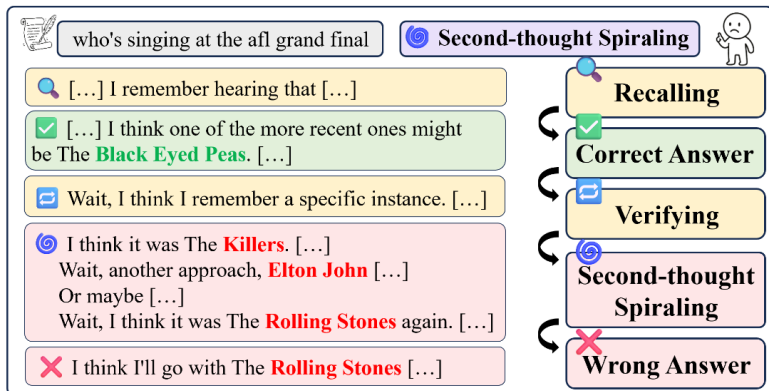 who's singing at the afl grand final
Second-thought Spiraling
[…] I remember hearing that […]
[…] I think one of the more recent ones might
be The Black Eyed Peas. […]
Wait, I think I remember a specific instance. […]
I think it was The Killers. […]
Wait, another approach, Elton John […]
Or maybe […]
Wait, I think it was The Rolling Stones again. […]
I think I'll go with The Rolling Stones […]
Recalling
Correct Answer
Verifying
Second-thought
Spiraling
Wrong Answer